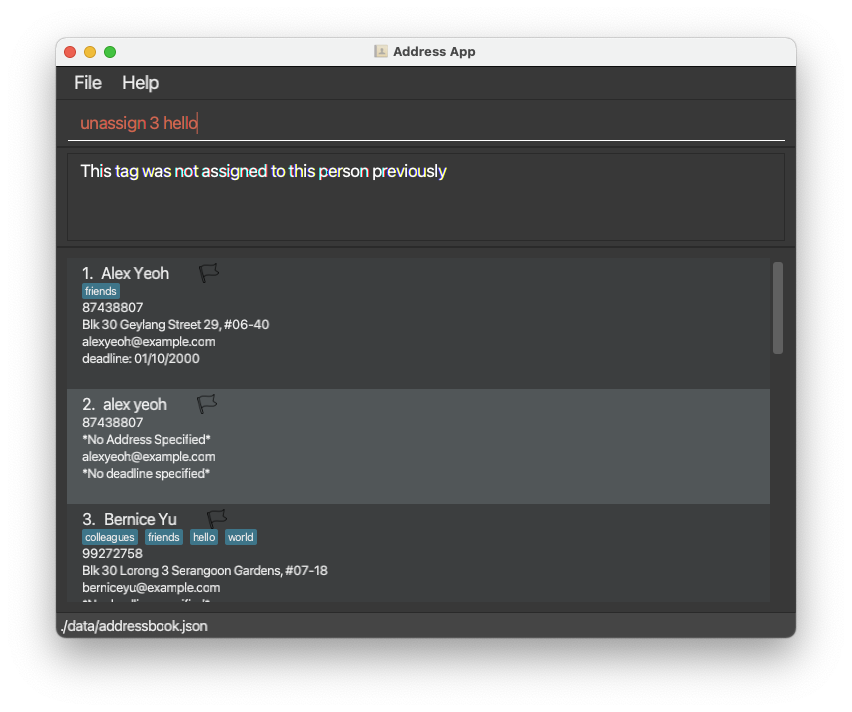 Address App
File Help
unassign 3 hello
This tag was not assigned to this person previously
1. Alex Yeoh
friends
87438807
Blk 30 Geylang Street 29, #06-40
alexyeoh@example.com
deadline: 01/10/2000
2. alex yeoh
87438807
*No Address Specified*
alexyeoh@example.com
*No deadline specified*
3. Bernice Yu
colleagues friends hello world
99272758
Blk 30 Lorong 3 Serangoon Gardens, #07-18
berniceyu@example.com
./data/addressbook.json